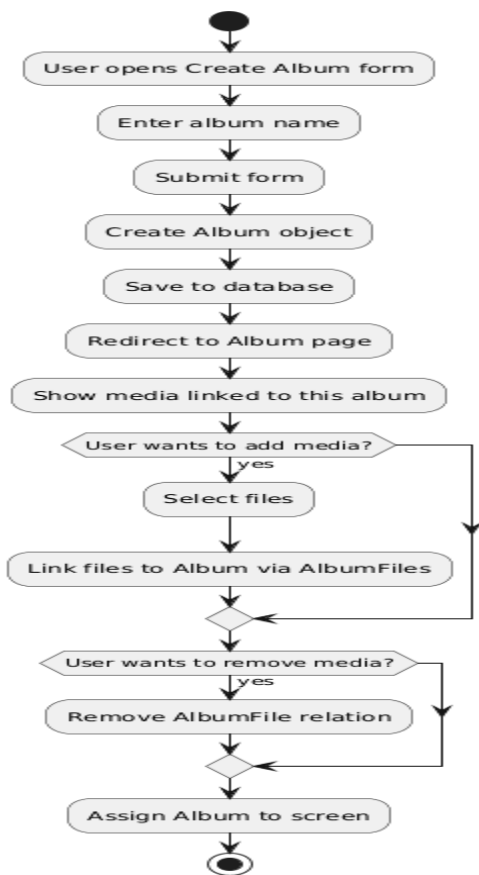 User opens Create Album form
Enter album name
Submit form
Create Album object
Save to database
Redirect to Album page
Show media linked to this album
User wants to add media?
yes
Select files
Link files to Album via AlbumFiles
User wants to remove media?
yes
Remove AlbumFile relation
Assign Album to screen